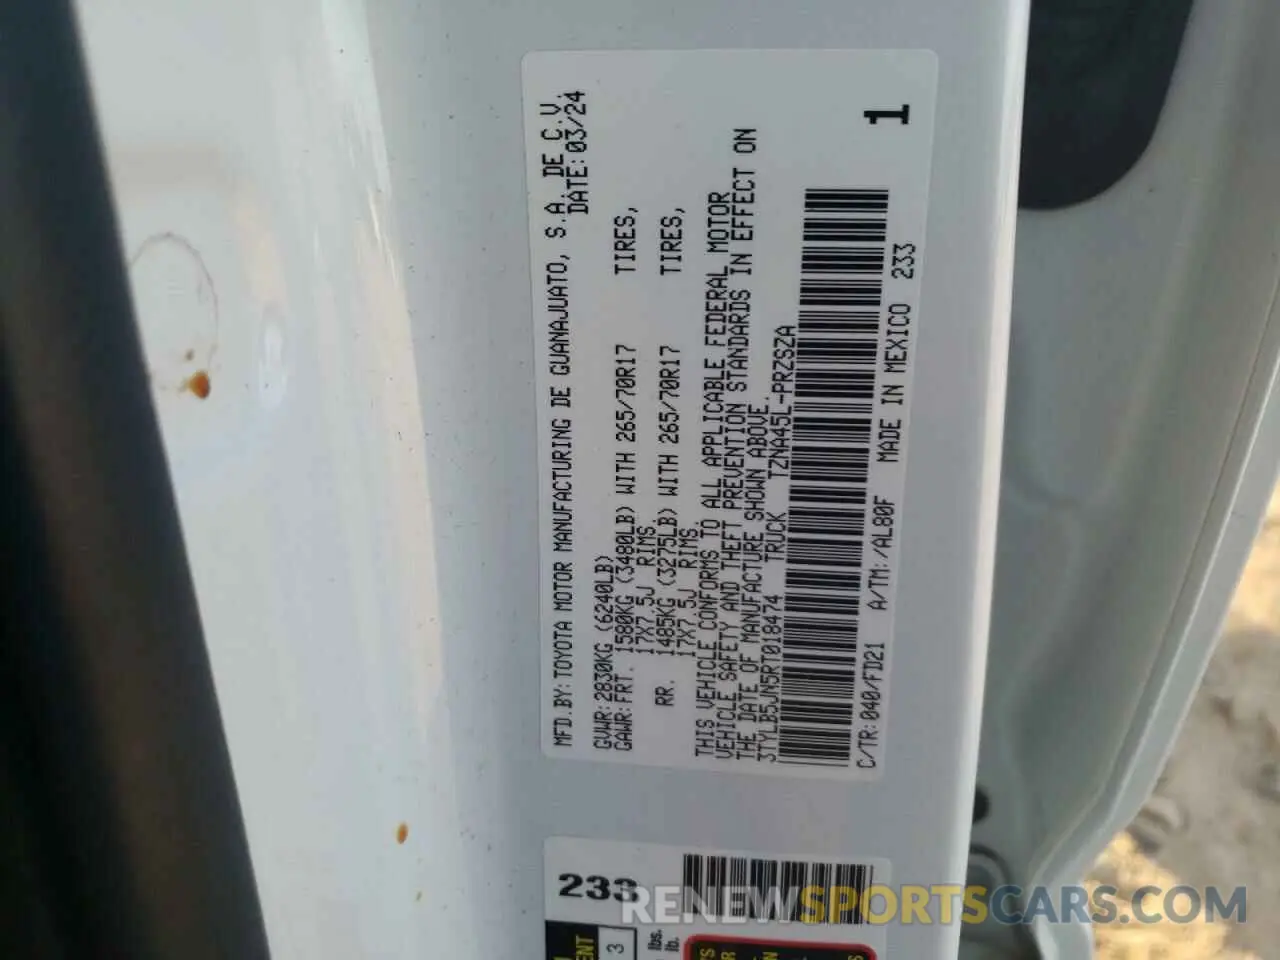 MFD.BY:TOYOTA MOTOR MANUFACTURING DE GUANAJUATO, S.A. DE C.V.
DATE:03/24
GVWR:2830KG (6240LB)
GAWR:FRT. 1580KG (3480LB) WITH 265/70R17 TIRES,
17X7.5J RIMS.
RR. 1485KG (3275LB) WITH 265/70R17 TIRES,
17X7.5J RIMS.
THIS VEHICLE CONFORMS TO ALL APPLICABLE FEDERAL MOTOR
VEHICLE SAFETY AND THEFT PREVENTION STANDARDS IN EFFECT ON
THE DATE OF MANUFACTURE SHOWN ABOVE.
3TYLB5JN5RT018474 TRUCK TZNA45L-PRZSZA
C/TR:040/FD21 A/TM:/AL80F MADE IN MEXICO 233
1
233
3
lbs.
lb.
RENEWSPORTSCARS.COM